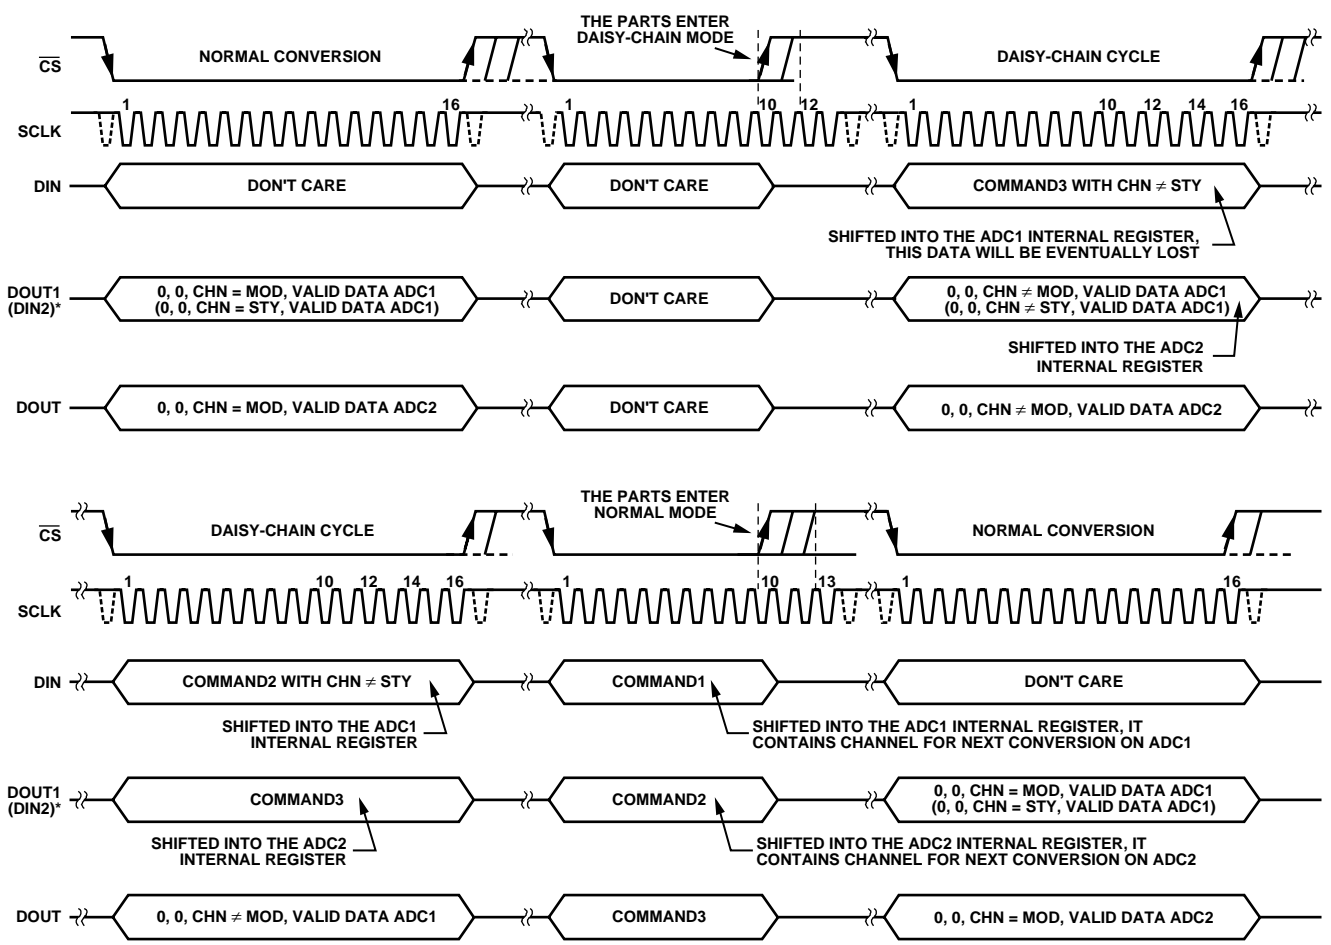 THE PARTS ENTER
DAISY-CHAIN MODE
CS
NORMAL CONVERSION
DAISY-CHAIN CYCLE
SCLK
1
16
1
10
12
1
10
12
14
16
DIN
DON'T CARE
DON'T CARE
COMMAND3 WITH CHN ≠ STY
SHIFTED INTO THE ADC1 INTERNAL REGISTER,
THIS DATA WILL BE EVENTUALLY LOST
DOUT1
(DIN2)*
0, 0, CHN = MOD, VALID DATA ADC1
(0, 0, CHN = STY, VALID DATA ADC1)
DON'T CARE
0, 0, CHN ≠ MOD, VALID DATA ADC1
(0, 0, CHN ≠ STY, VALID DATA ADC1)
SHIFTED INTO THE ADC2
INTERNAL REGISTER
DOUT
0, 0, CHN = MOD, VALID DATA ADC2
DON'T CARE
0, 0, CHN ≠ MOD, VALID DATA ADC2
THE PARTS ENTER
NORMAL MODE
CS
DAISY-CHAIN CYCLE
NORMAL CONVERSION
SCLK
1
10
12
14
16
1
10
13
1
16
DIN
COMMAND2 WITH CHN ≠ STY
COMMAND1
DON'T CARE
SHIFTED INTO THE ADC1
INTERNAL REGISTER
SHIFTED INTO THE ADC1 INTERNAL REGISTER, IT
CONTAINS CHANNEL FOR NEXT CONVERSION ON ADC1
DOUT1
(DIN2)*
COMMAND3
COMMAND2
0, 0, CHN = MOD, VALID DATA ADC1
(0, 0, CHN = STY, VALID DATA ADC1)
SHIFTED INTO THE ADC2
INTERNAL REGISTER
SHIFTED INTO THE ADC2 INTERNAL REGISTER, IT
CONTAINS CHANNEL FOR NEXT CONVERSION ON ADC2
DOUT
0, 0, CHN ≠ MOD, VALID DATA ADC1
COMMAND3
0, 0, CHN = MOD, VALID DATA ADC2